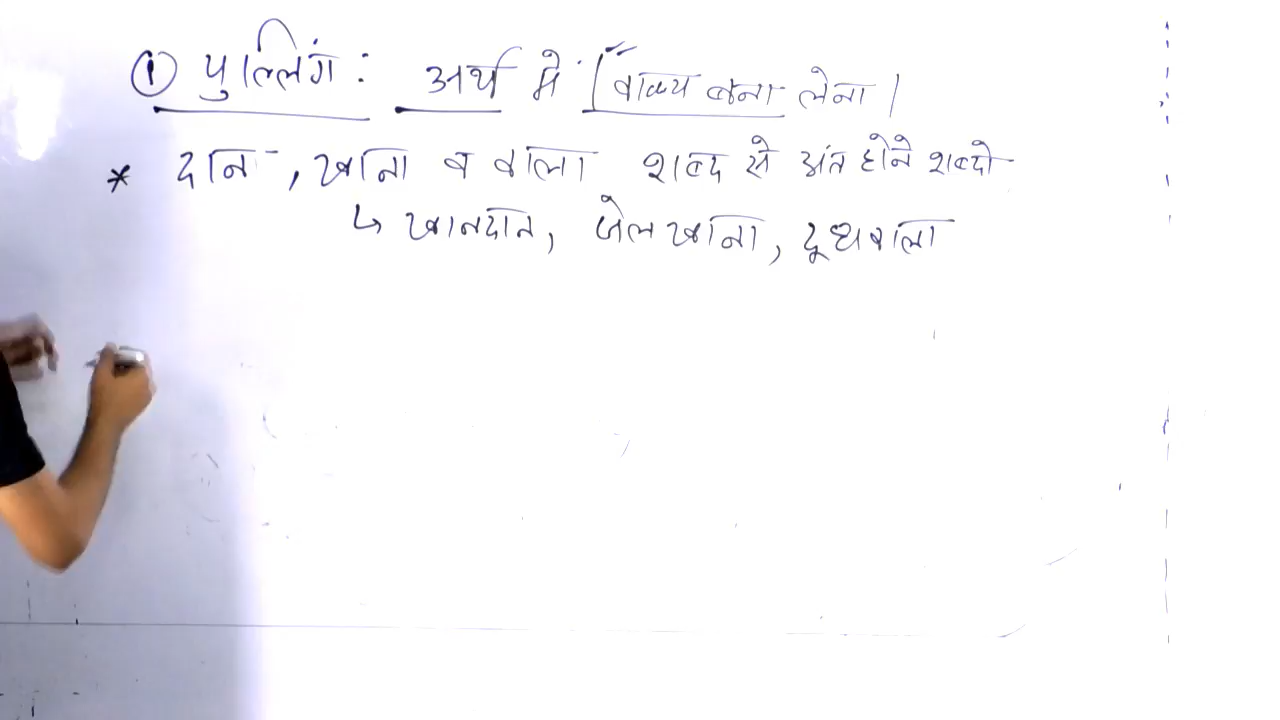 ① पुल्लिंग : अर्थ में [वाक्य बना लेना।
* दान, खाना व वाला शब्द से अंत होने शब्दो
↳ खानदान, जेलखाना, दूधवाला